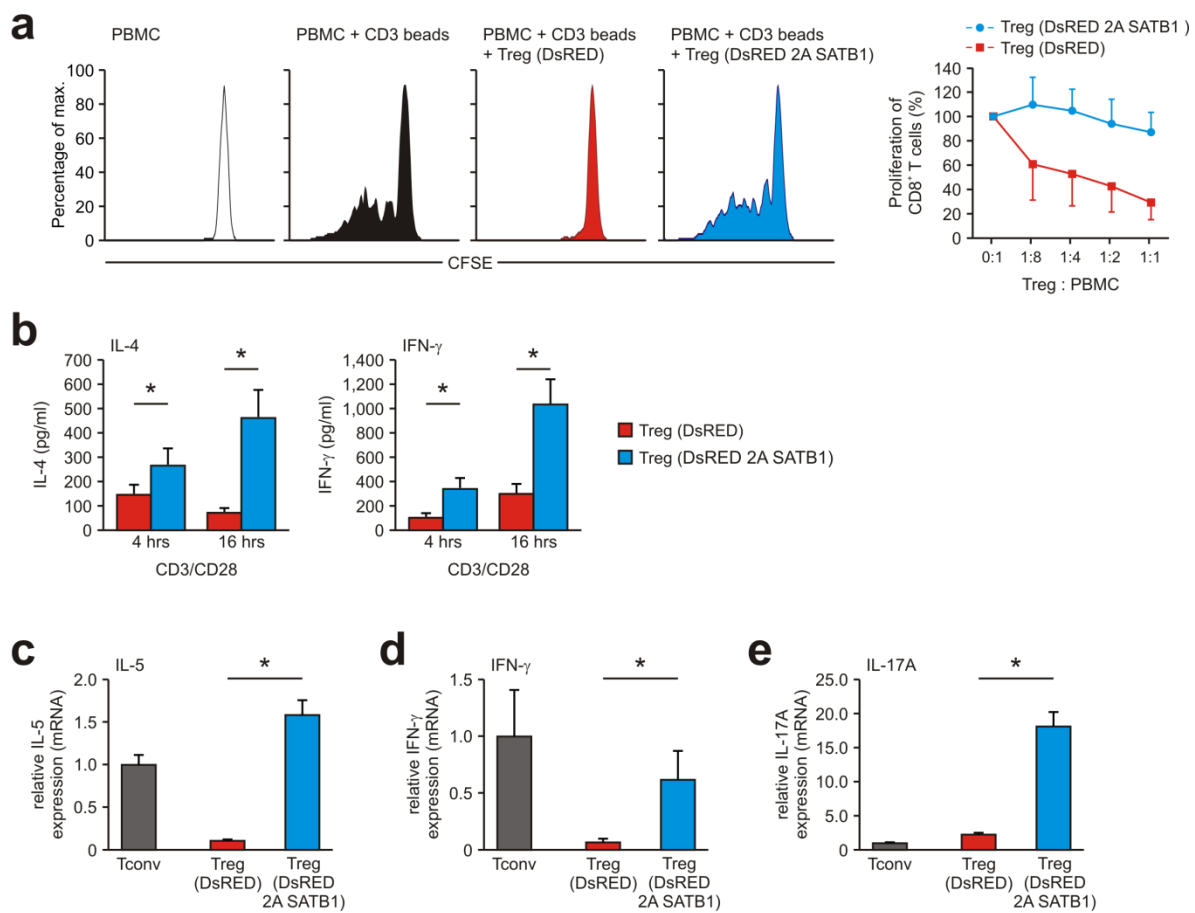 a
PBMC
PBMC + CD3 beads
PBMC + CD3 beads
+ Treg (DsRED)
PBMC + CD3 beads
+ Treg (DsRED 2A SATB1)
Percentage of max.
100
80
60
40
20
0
CFSE
Treg (DsRED 2A SATB1 )
Treg (DsRED)
Proliferation of
CD8+ T cells (%)
140
120
100
80
60
40
20
0
0:1 1:8 1:4 1:2 1:1
Treg : PBMC
b
IL-4
IL-4 (pg/ml)
700
600
500
400
300
200
100
0
* *
4 hrs 16 hrs
CD3/CD28
IFN-γ
IFN-γ (pg/ml)
1,400
1,200
1,000
800
600
400
200
0
* *
4 hrs 16 hrs
CD3/CD28
Treg (DsRED)
Treg (DsRED 2A SATB1)
c
IL-5
relative IL-5
expression (mRNA)
2.0
1.5
1.0
0.5
0
*
Tconv Treg (DsRED) Treg (DsRED 2A SATB1)
d
IFN-γ
relative IFN-γ
expression (mRNA)
1.5
1.0
0.5
0
*
Tconv Treg (DsRED) Treg (DsRED 2A SATB1)
e
IL-17A
relative IL-17A
expression (mRNA)
25.0
20.0
15.0
10.0
5.0
0
*
Tconv Treg (DsRED) Treg (DsRED 2A SATB1)